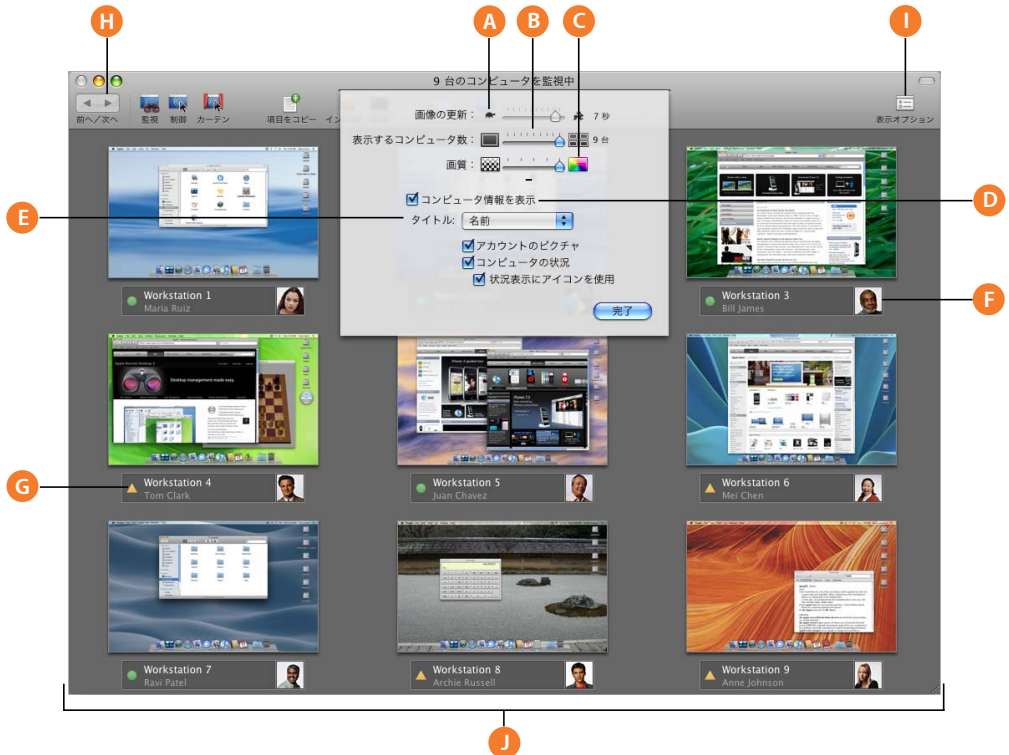 H
A
B
C
I
9 台のコンピュータを監視中
前へ/次へ
監視
制御
カーテン
項目をコピー
表示オプション
画像の更新：
7 秒
表示するコンピュータ数：
9 台
画質：
コンピュータ情報を表示
D
E
タイトル:
名前
アカウントのピクチャ
コンピュータの状況
状況表示にアイコンを使用
完了
Workstation 1
Maria Ruiz
Workstation 3
Bill James
F
Desktop management made easy.
G
Workstation 4
Tom Clark
Workstation 5
Juan Chavez
Workstation 6
Mei Chen
Workstation 7
Ravi Patel
Workstation 8
Archie Russell
Workstation 9
Anne Johnson
J